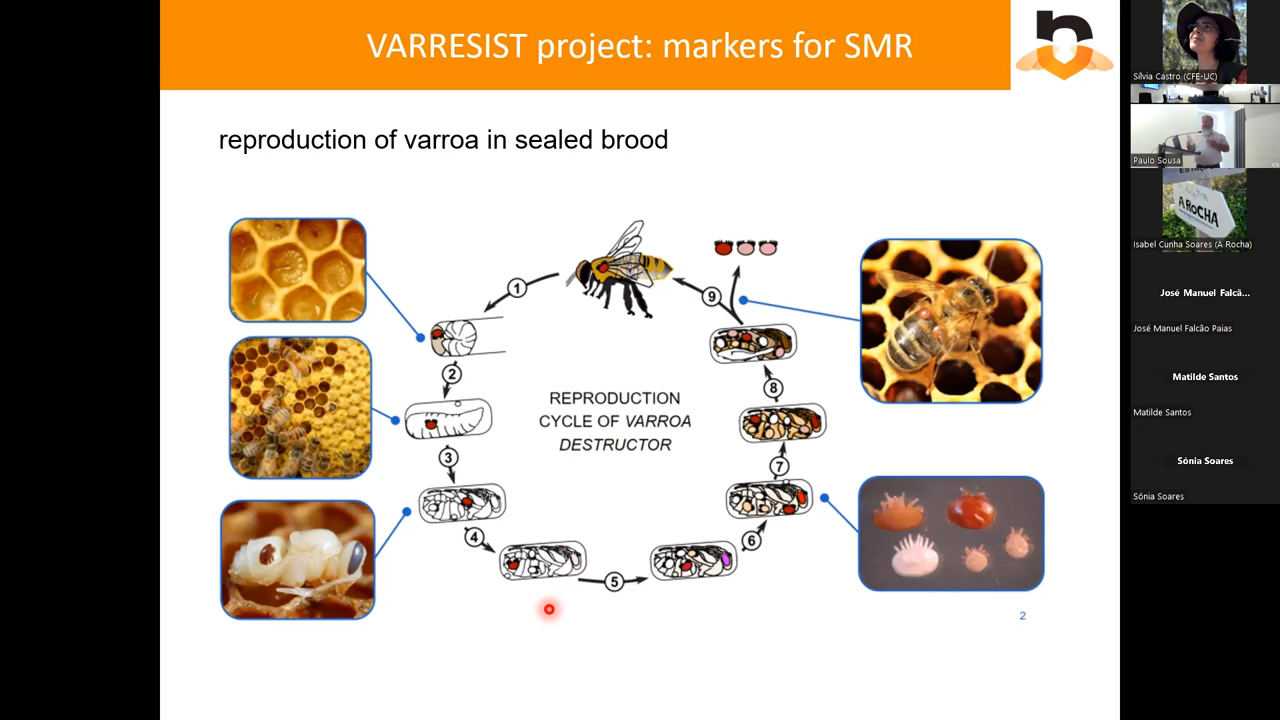 VARRESIST project: markers for SMR
reproduction of varroa in sealed brood
REPRODUCTION
CYCLE OF VARROA
DESTRUCTOR
1
2
3
4
5
6
7
8
9
2
Sílvia Castro (CFE-UC)
Paulo Sousa
A ROCHA
Isabel Cunha Soares (A Rocha)
José Manuel Falcã...
José Manuel Falcão Paias
Matilde Santos
Matilde Santos
Sónia Soares
Sónia Soares